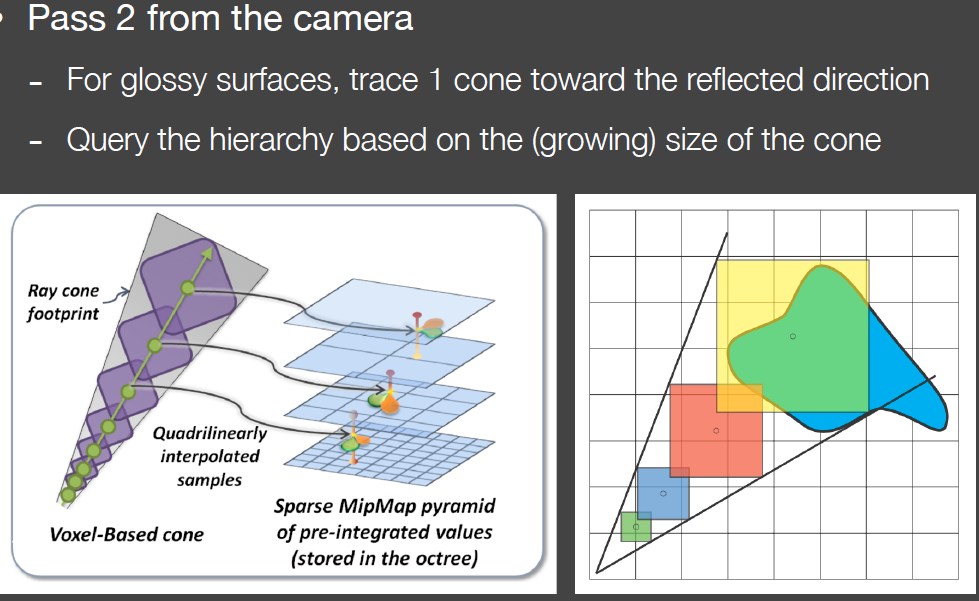 • Pass 2 from the camera
- For glossy surfaces, trace 1 cone toward the reflected direction
- Query the hierarchy based on the (growing) size of the cone
Ray cone
footprint
Quadrilinearly
interpolated
samples
Voxel-Based cone
Sparse MipMap pyramid
of pre-integrated values
(stored in the octree)